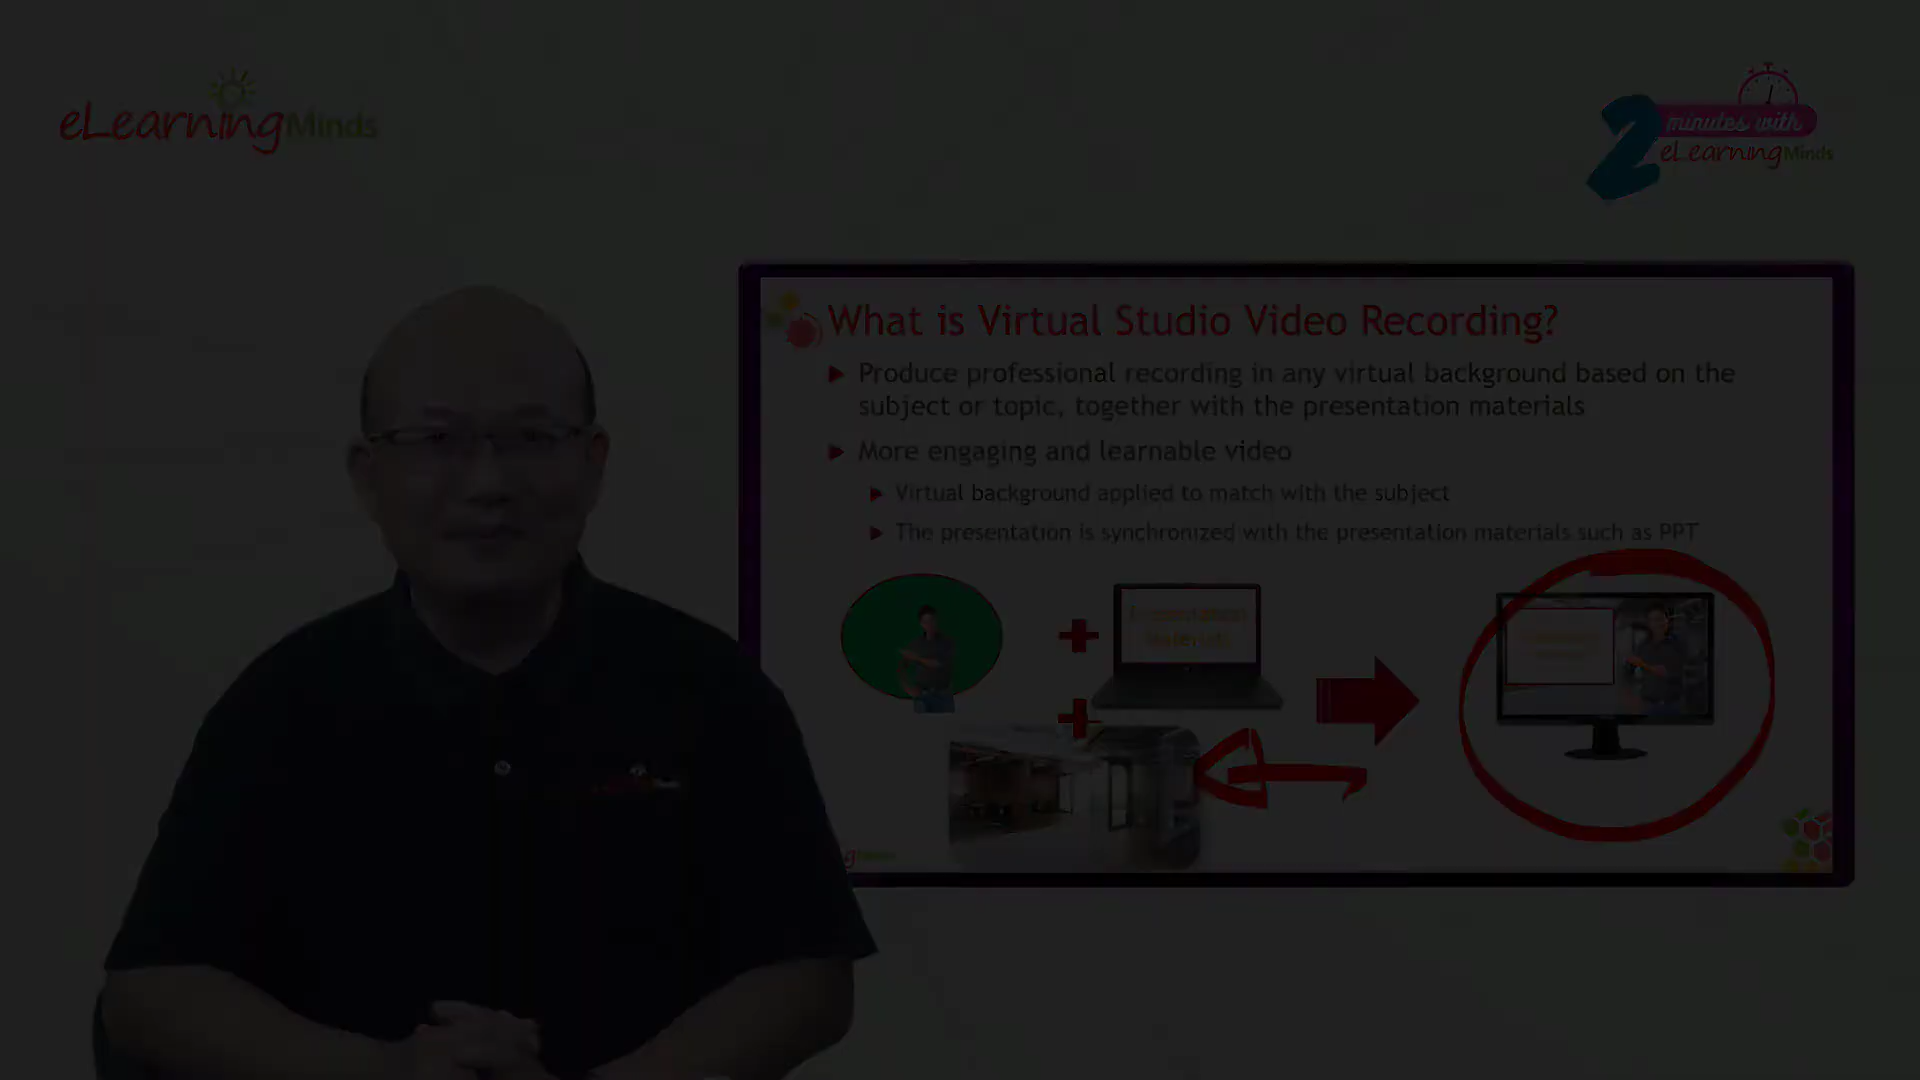 eLearningMinds
2 minutes with
eLearningMinds
What is Virtual Studio Video Recording?
Produce professional recording in any virtual background based on the
subject or topic, together with the presentation materials
More engaging and learnable video
Virtual background applied to match with the subject
The presentation is synchronized with the presentation materials such as PPT